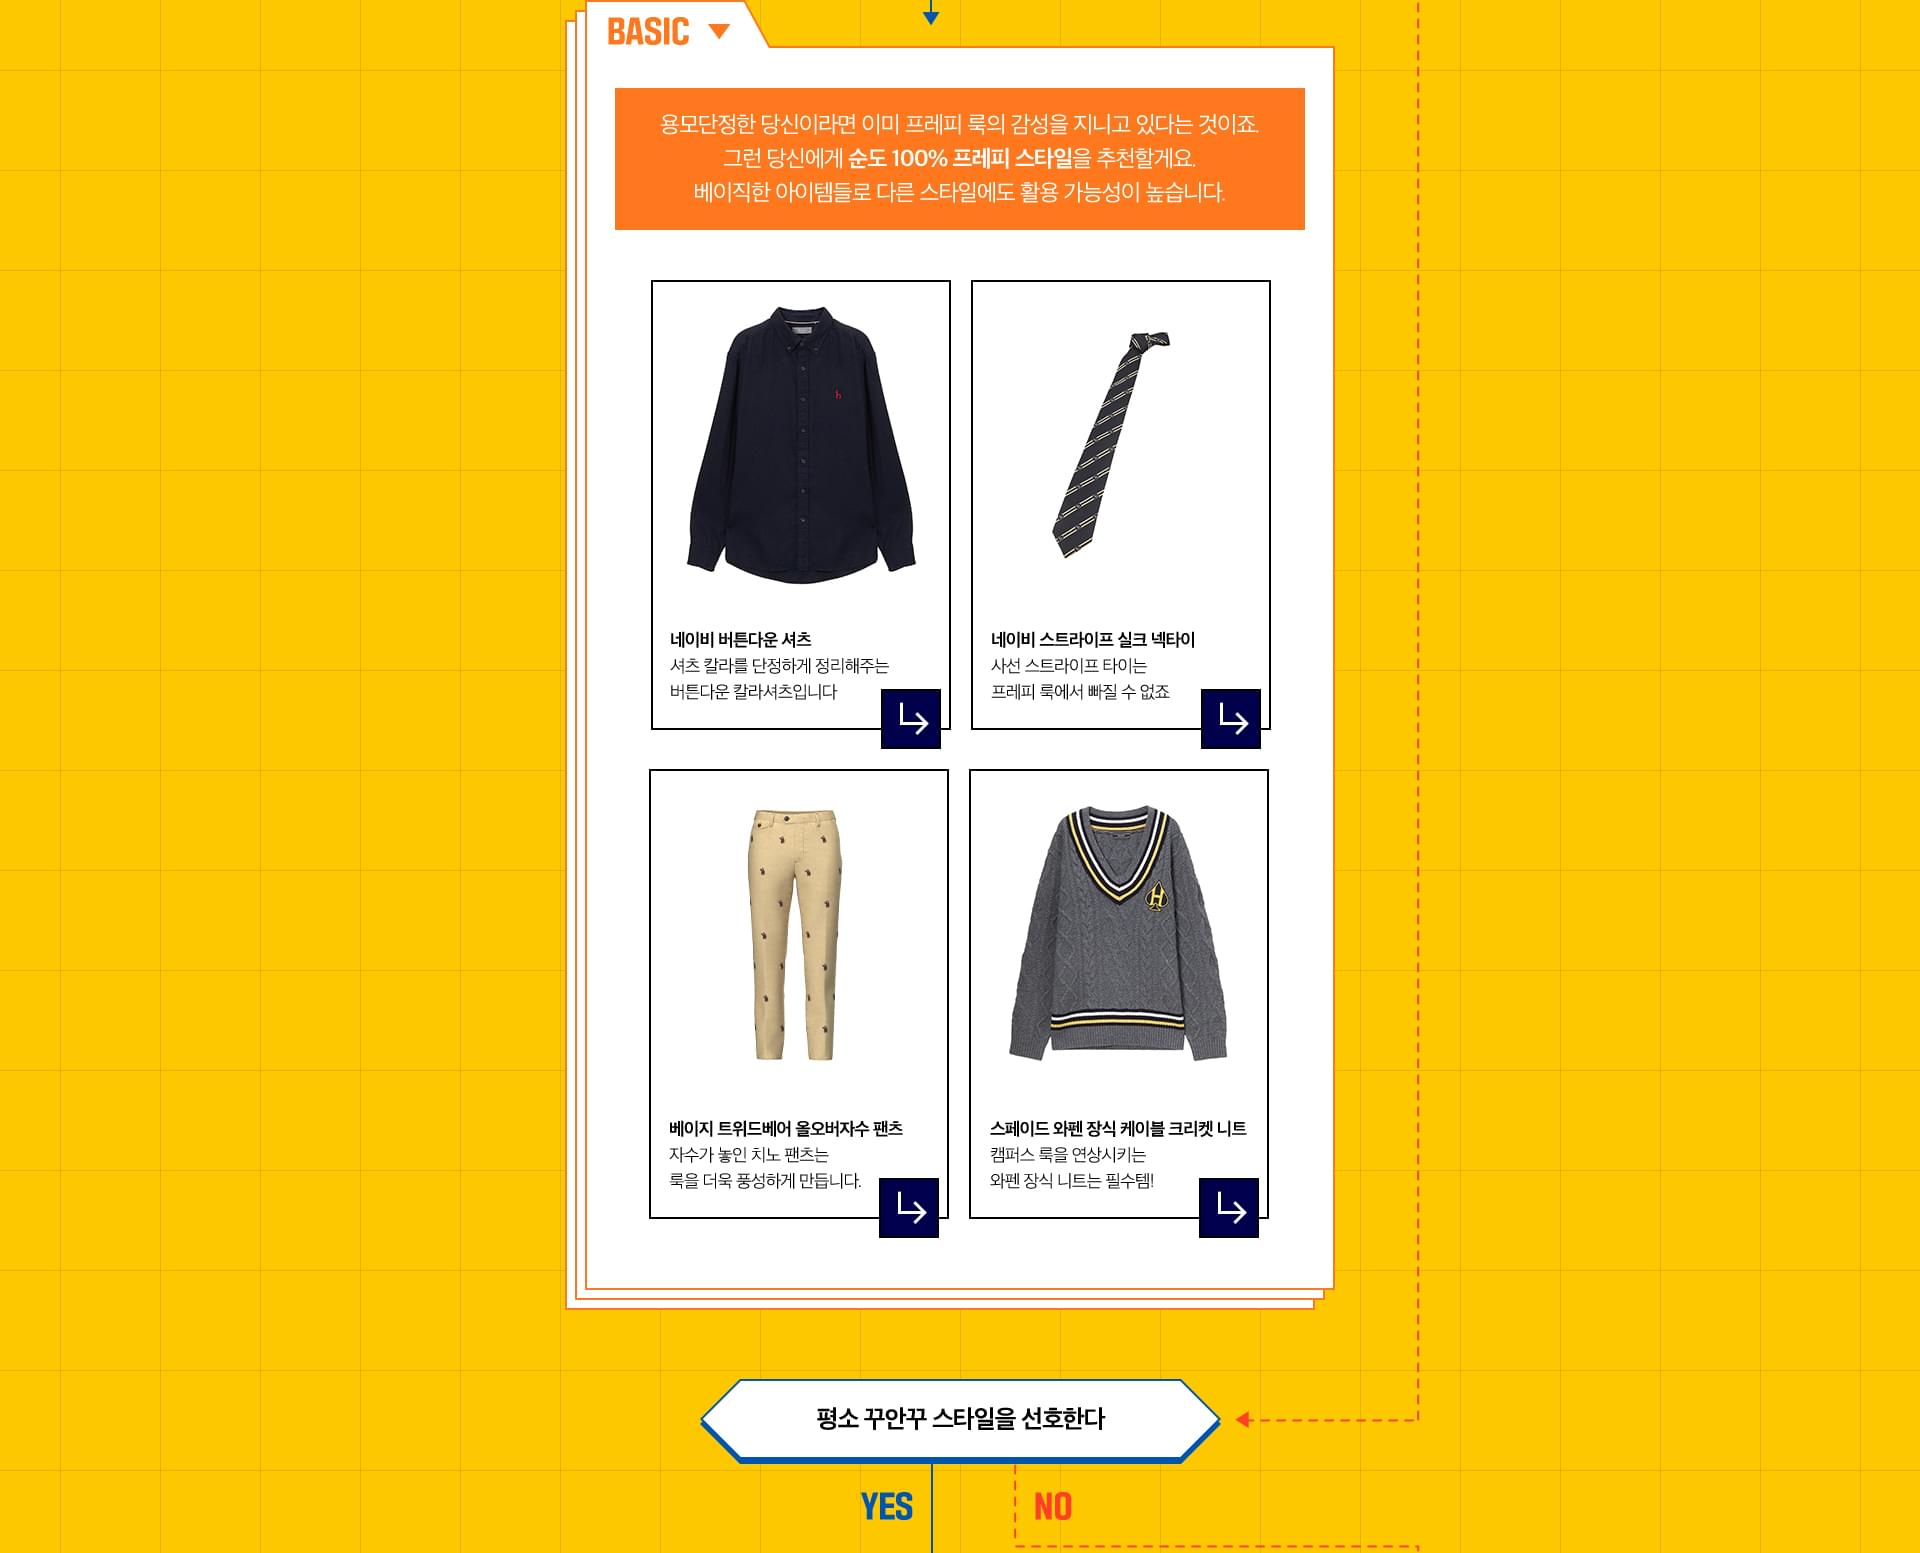 BASIC
용모단정한 당신이라면 이미 프레피 룩의 감성을 지니고 있다는 것이죠.
그런 당신에게 순도 100% 프레피 스타일을 추천할게요.
베이직한 아이템들로 다른 스타일에도 활용 가능성이 높습니다.
h
네이비 버튼다운 셔츠
셔츠 칼라를 단정하게 정리해주는
버튼다운 칼라셔츠입니다
네이비 스트라이프 실크 넥타이
사선 스트라이프 타이는
프레피 룩에서 빠질 수 없죠
베이지 트위드베어 올오버자수 팬츠
자수가 놓인 치노 팬츠는
룩을 더욱 풍성하게 만듭니다.
H
스페이드 와펜 장식 케이블 크리켓 니트
캠퍼스 룩을 연상시키는
와펜 장식 니트는 필수템!
평소 꾸안꾸 스타일을 선호한다
YES
NO